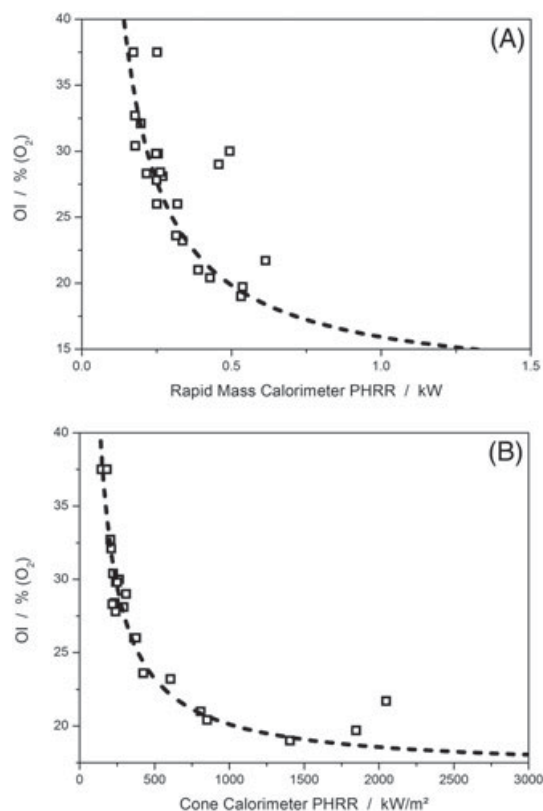 (A)
40
35
30
25
20
15
OI / % (O₂)
0.0 0.5 1.0 1.5
Rapid Mass Calorimeter PHRR / kW
(B)
40
35
30
25
20
OI / % (O₂)
0 500 1000 1500 2000 2500 3000
Cone Calorimeter PHRR / kW/m²